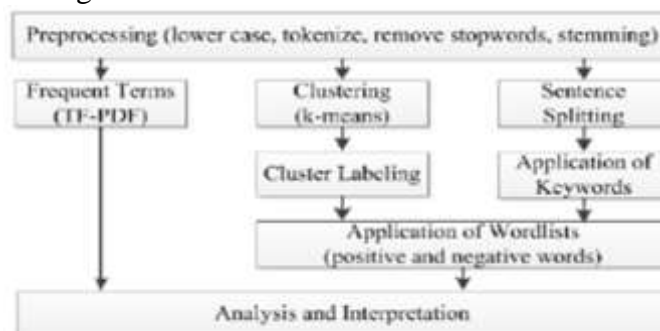 Preprocessing (lower case, tokenize, remove stopwords, stemming)
Frequent Terms
(TF-PDF)
Clustering
(k-means)
Sentence
Splitting
Cluster Labeling
Application of
Keywords
Application of Wordlists
(positive and negative words)
Analysis and Interpretation